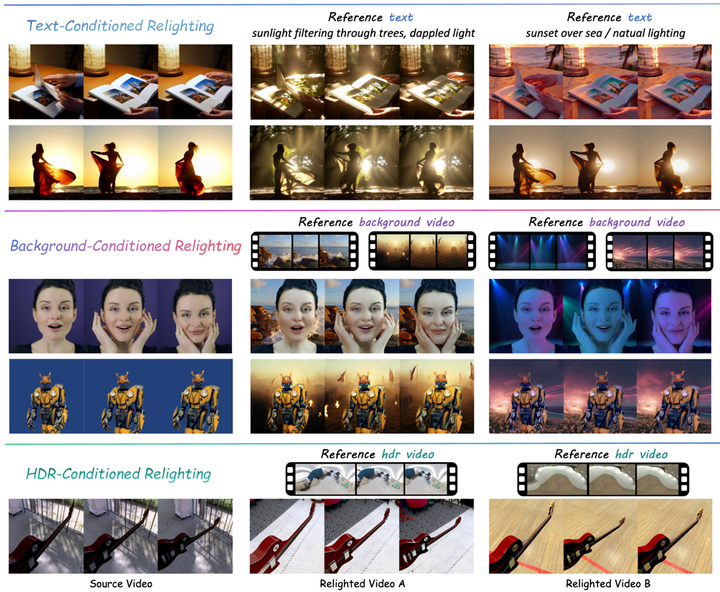 Text-Conditioned Relighting
Reference text
sunlight filtering through trees, dappled light
Reference text
sunset over sea / natual lighting
Background-Conditioned Relighting
Reference background video
Reference background video
HDR-Conditioned Relighting
Reference hdr video
Reference hdr video
Source Video
Relighted Video A
Relighted Video B